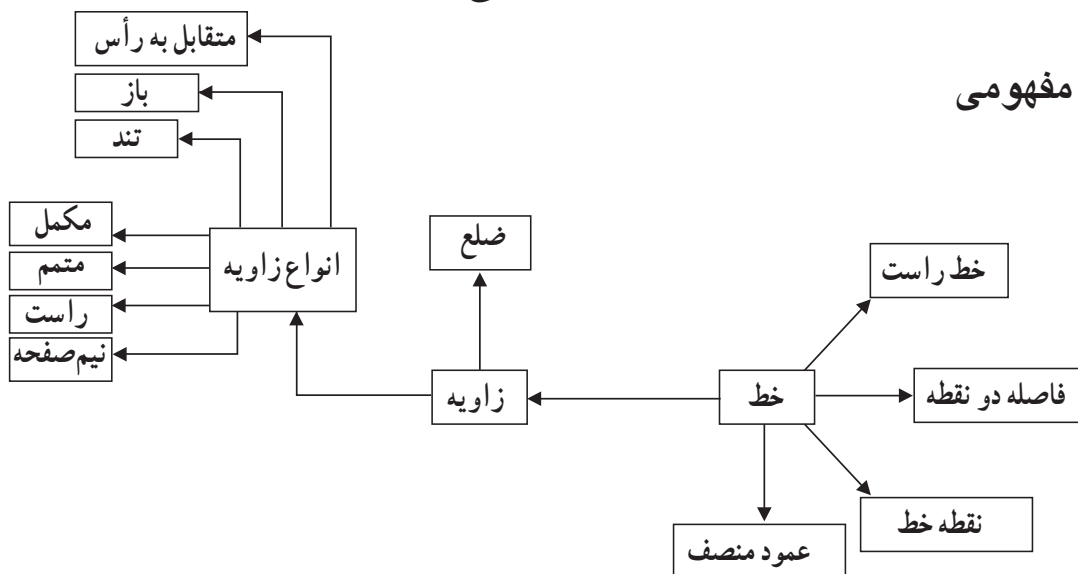 مفهومی
متقابل به رأس
باز
تند
مکمل
متمم
راست
نیم‌صفحه
انواع زاویه
ضلع
زاویه
خط
خط راست
فاصله دو نقطه
نقطه خط
عمود منصف